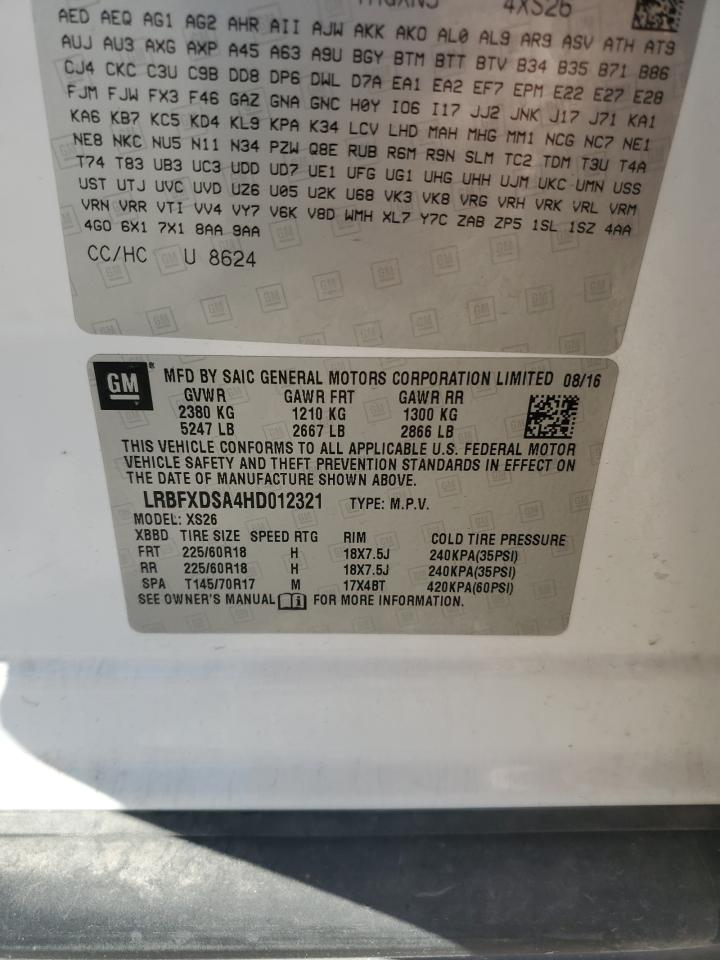 4XS26
AED AEQ AG1 AG2 AHR AII AJW AKK AKO AL0 AL9 AR9 ASV ATH AT9
AUJ AU3 AXG AXP A45 A63 A9U BGY BTM BTT BTV B34 B35 B71 B86
CJ4 CKC C3U C9B DD8 DP6 DWL D7A EA1 EA2 EF7 EPM E22 E27 E28
FJM FJW FX3 F46 GAZ GNA GNC H0Y IO6 I17 JJ2 JNK J17 J71 KA1
KA6 KB7 KC5 KD4 KL9 KPA K34 LCV LHD MAH MHG MM1 NCG NC7 NE1
NE8 NKC NU5 N11 N34 PZW Q8E RUB R6M R9N SLM TC2 TDM T3U T4A
T74 T83 UB3 UC3 UDD UD7 UE1 UFG UG1 UHG UHH UJM UKC UMN USS
UST UTJ UVC UVD UZ6 U05 U2K U68 VK3 VK8 VRG VRH VRK VRL VRM
VRN VRR VTI VV4 VY7 V6K V8D WMH XL7 Y7C ZAB ZP5 1SL 1SZ 4AA
4GO 6X1 7X1 8AA 9AA
CC/HC U 8624
GM ® MFD BY SAIC GENERAL MOTORS CORPORATION LIMITED 08/16
GVWR GAWR FRT GAWR RR
2380 KG 1210 KG 1300 KG
5247 LB 2667 LB 2866 LB
THIS VEHICLE CONFORMS TO ALL APPLICABLE U.S. FEDERAL MOTOR
VEHICLE SAFETY AND THEFT PREVENTION STANDARDS IN EFFECT ON
THE DATE OF MANUFACTURE SHOWN ABOVE.
LRBFXDSA4HD012321 TYPE: M.P.V.
MODEL: XS26
XBBD TIRE SIZE SPEED RTG RIM COLD TIRE PRESSURE
FRT 225/60R18 H 18X7.5J 240KPA(35PSI)
RR 225/60R18 H 18X7.5J 240KPA(35PSI)
SPA T145/70R17 M 17X4BT 420KPA(60PSI)
SEE OWNER'S MANUAL FOR MORE INFORMATION.